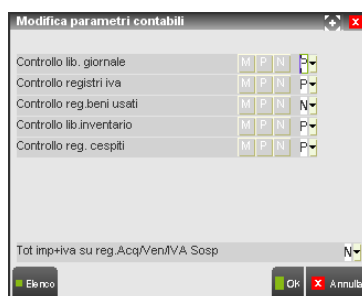 Modifica parametri contabili
Controllo lib. giornale M P N P
Controllo registri iva M P N P
Controllo reg.beni usati M P N N
Controllo lib.inventario M P N P
Controllo reg. cespiti M P N P
Tot imp+iva su reg.Acq/Ven/IVA Sosp N
Elenco Ok Annulla